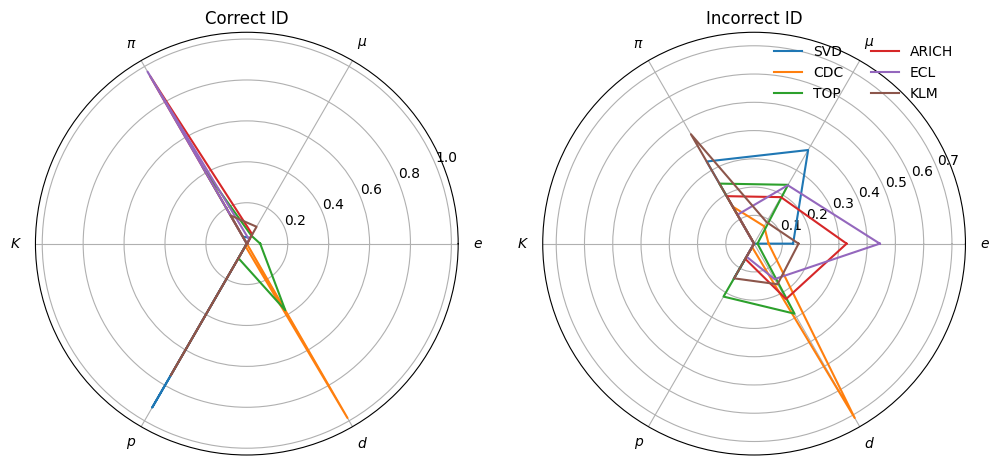 Correct ID
π
μ
K
e
p
d
0.2
0.4
0.6
0.8
1.0
Incorrect ID
π
μ
K
e
p
d
0.1
0.2
0.3
0.4
0.5
0.6
0.7
SVD
CDC
TOP
ARICH
ECL
KLM